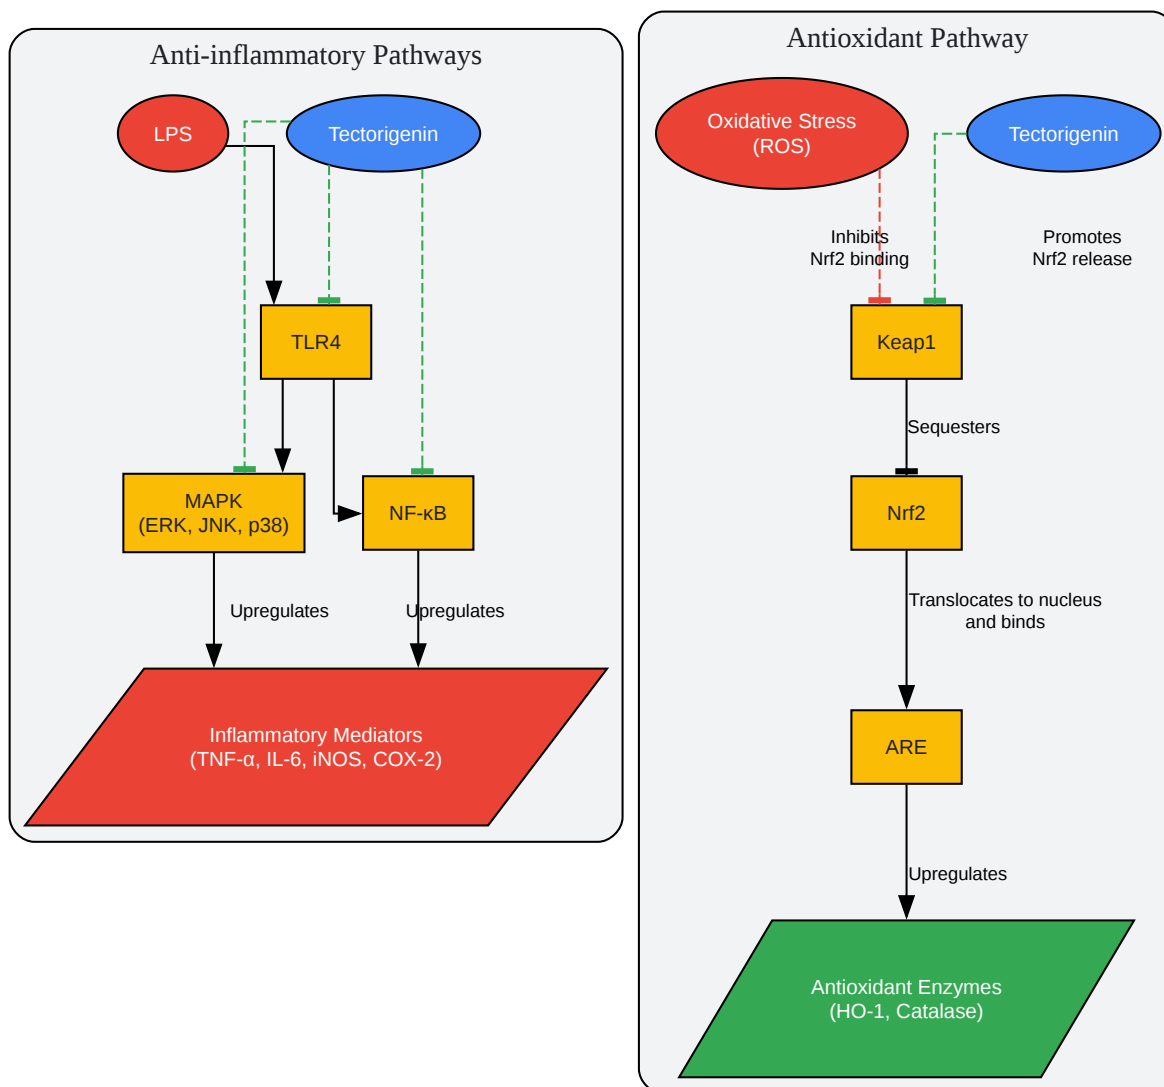 Anti-inflammatory Pathways
LPS
Tectorigenin
TLR4
MAPK
(ERK, JNK, p38)
NF-κB
Upregulates
Upregulates
Inflammatory Mediators
(TNF-α, IL-6, iNOS, COX-2)
Antioxidant Pathway
Oxidative Stress
(ROS)
Tectorigenin
Inhibits
Nrf2 binding
Promotes
Nrf2 release
Keap1
Sequesters
Nrf2
Translocates to nucleus
and binds
ARE
Upregulates
Antioxidant Enzymes
(HO-1, Catalase)